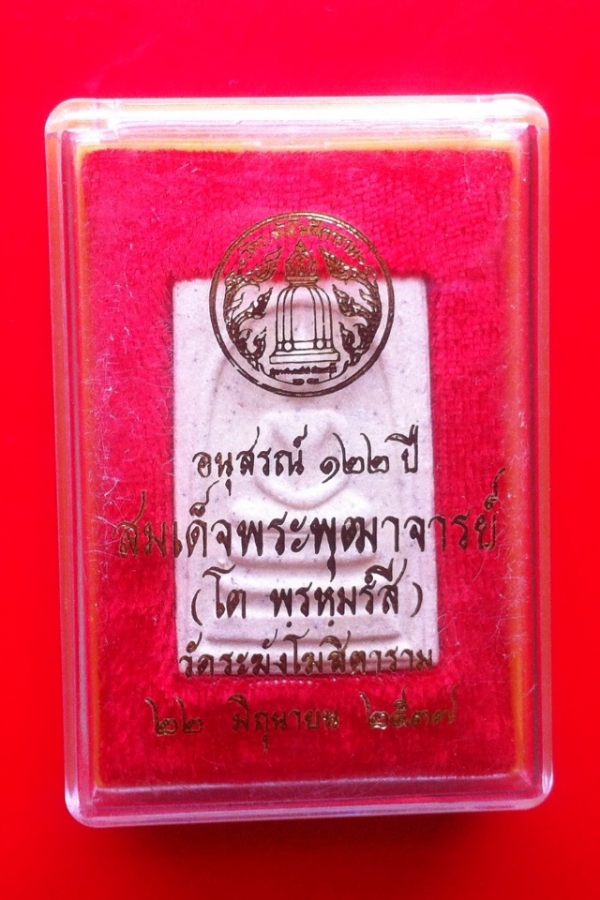 อนุสรณ์ ๑๒๒ ปี
สมเด็จพระพุฒาจารย์
(โต พฺรหฺมรํสี)
วัดระฆังโฆสิตาราม
๒๒ มิถุนายน ๒๕๓๗